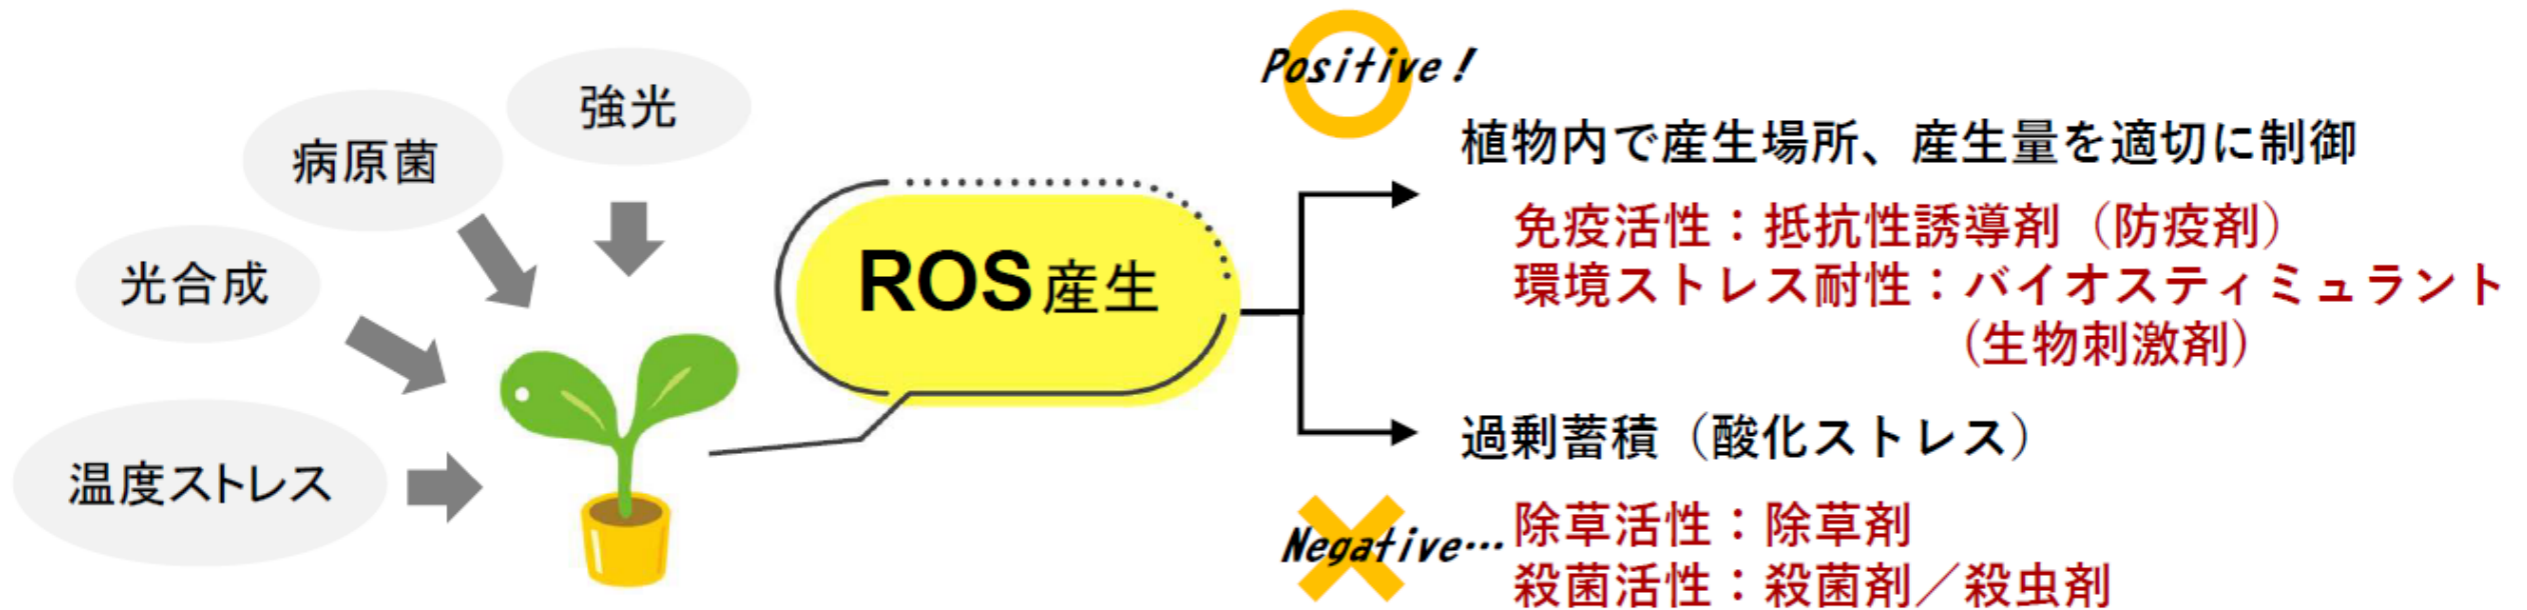 強光
病原菌
光合成
温度ストレス
ROS産生
Positive!
植物内で産生場所、産生量を適切に制御
免疫活性：抵抗性誘導剤（防疫剤）
環境ストレス耐性：バイオスティミュラント
(生物刺激剤)
過剰蓄積（酸化ストレス）
Negative…
除草活性：除草剤
殺菌活性：殺菌剤／殺虫剤